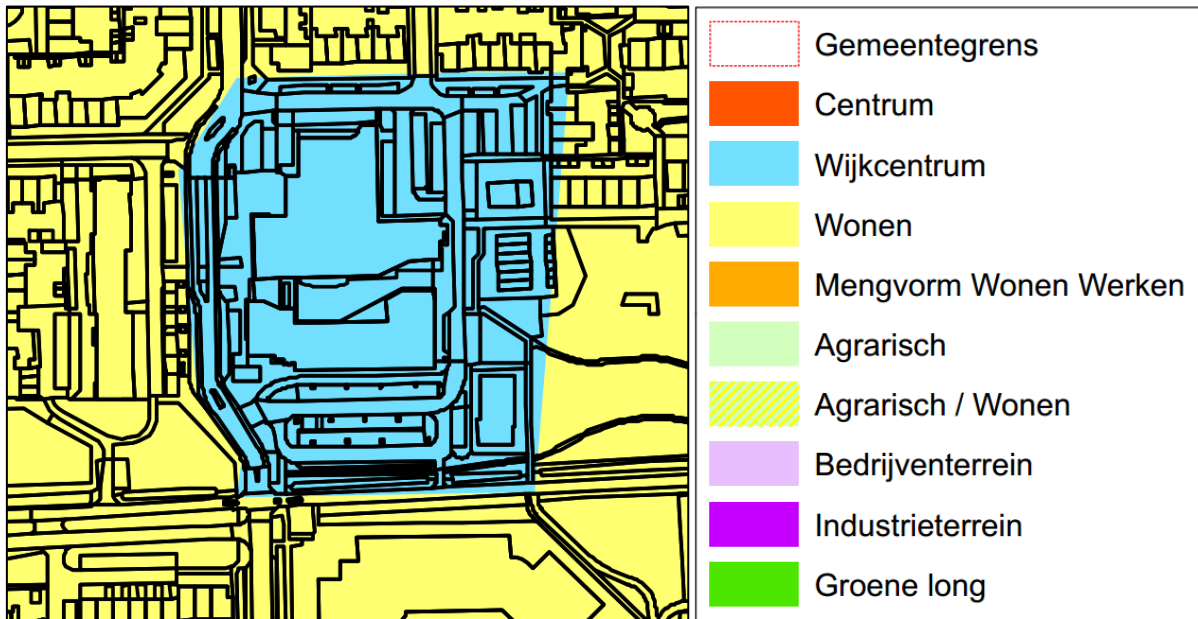 Gemeentegrens
Centrum
Wijkcentrum
Wonen
Mengvorm Wonen Werken
Agrarisch
Agrarisch / Wonen
Bedrijventerrein
Industrieterrein
Groene long